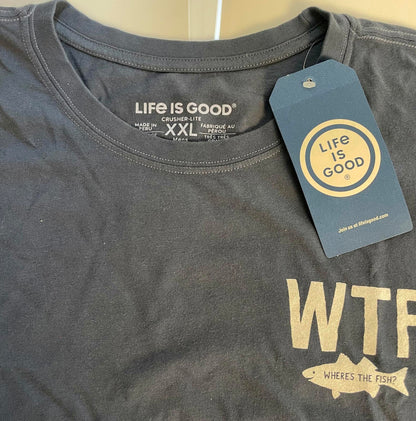 LIFE IS GOOD®
CRUSHER-LITE
MADE IN PERU
XXL
FABRIQUÉ AU PÉROU
LIFE
IS
GOOD
®
Join us at lifeisgood.com
WTF
WHERE'S THE FISH?